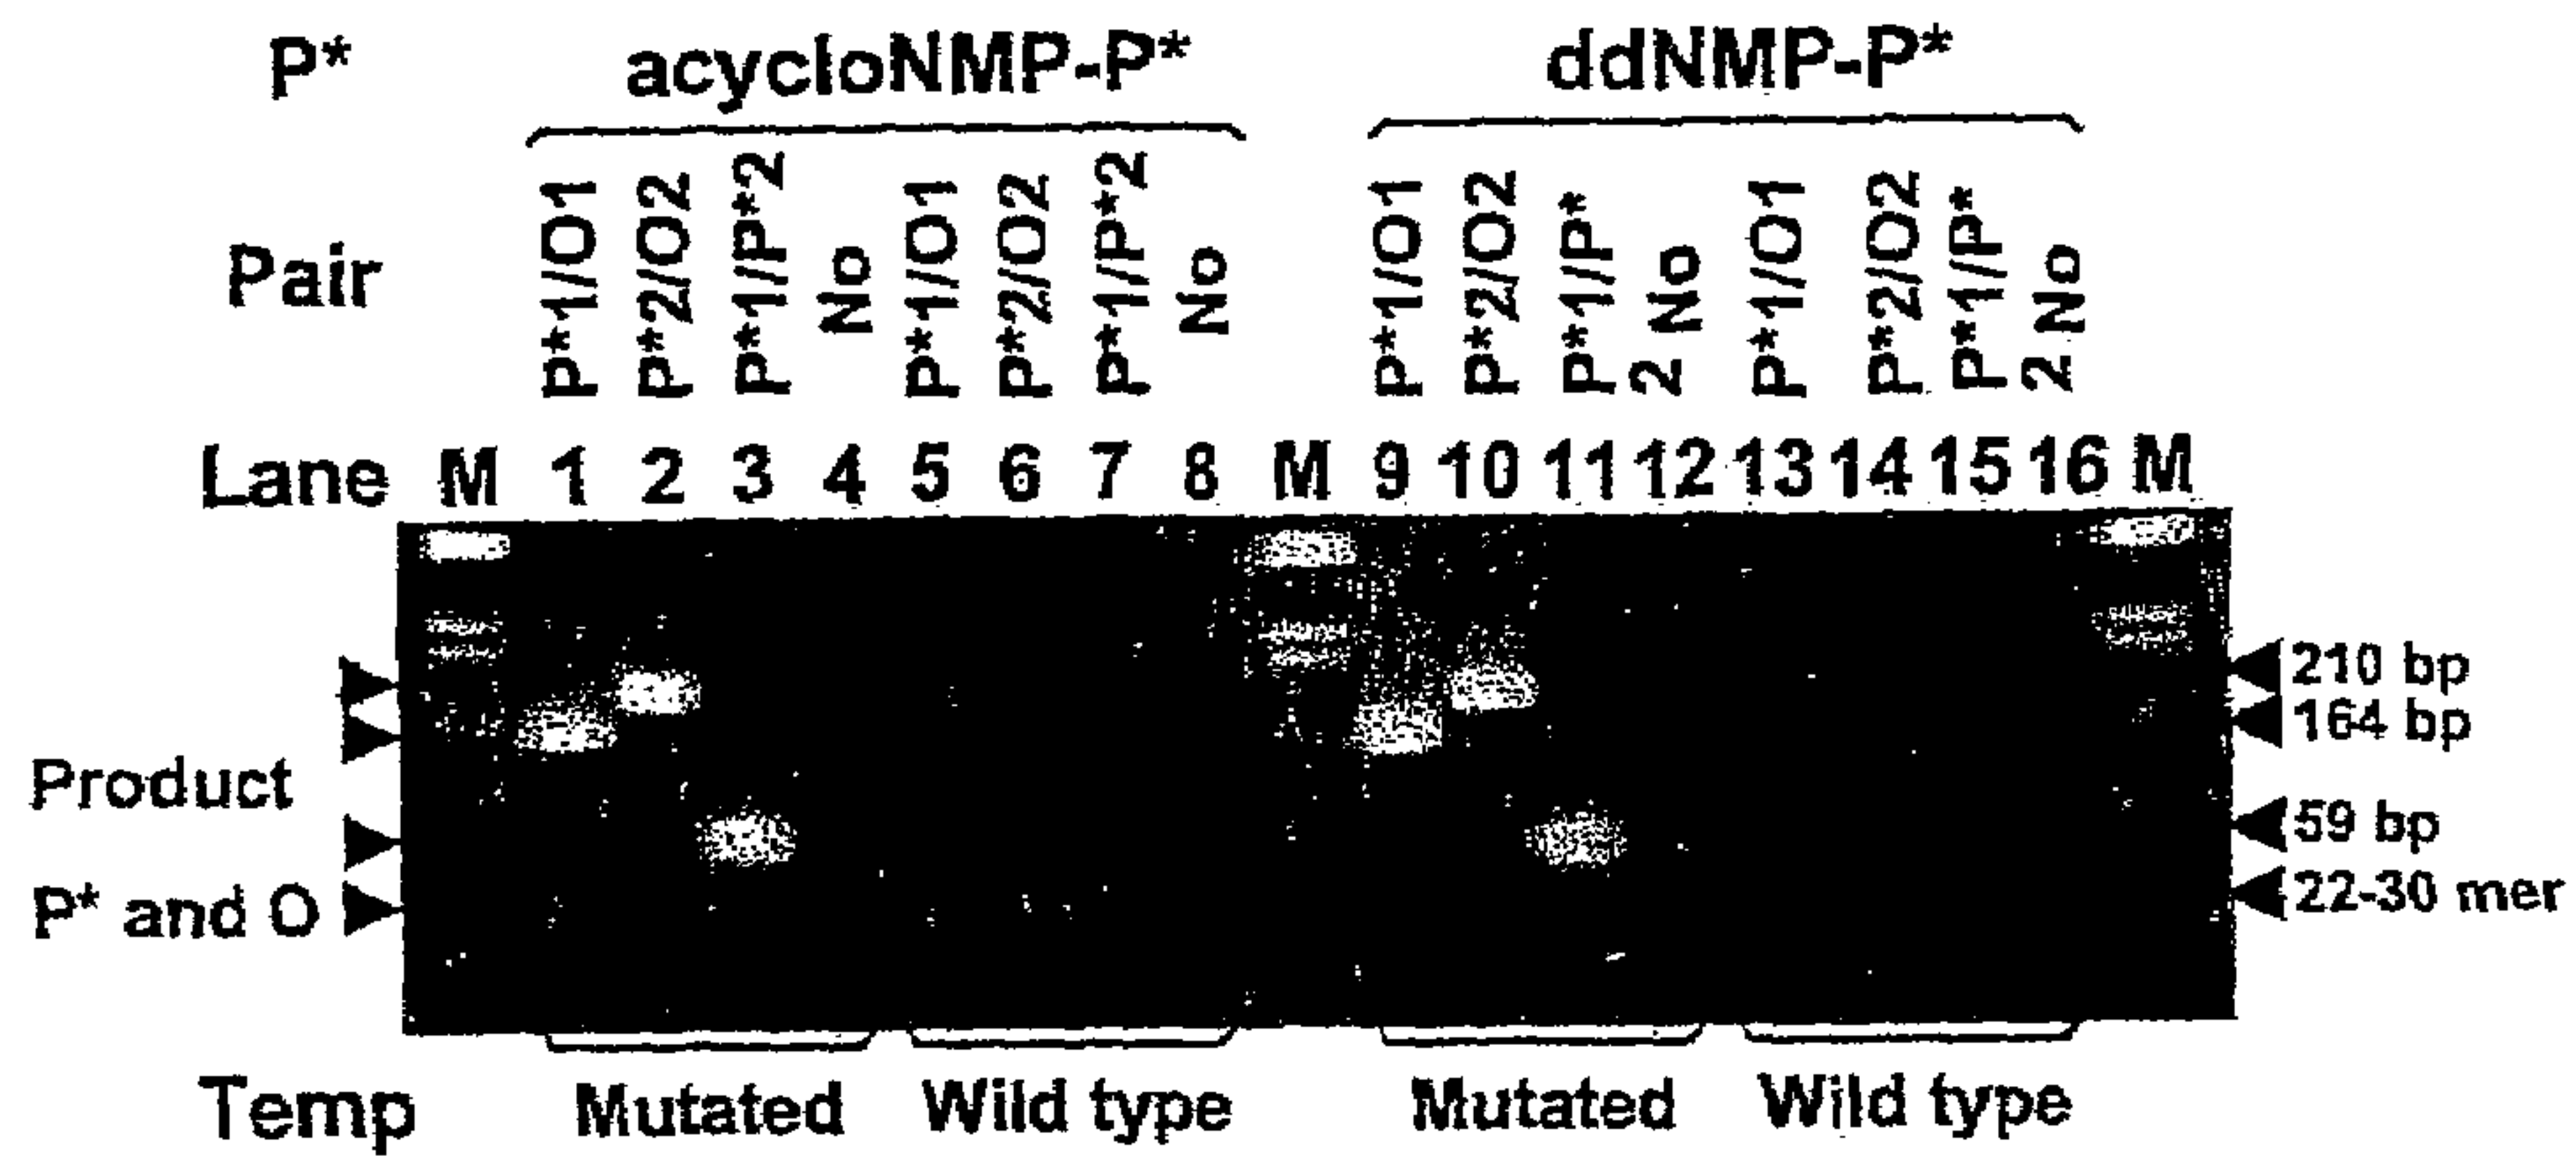 P* acycloNMP-P* ddNMP-P*
Pair P*1/O1 P*2/O2 P*1/P*2 No P*1/O1 P*2/O2 P*1/P*2 No P*1/O1 P*2/O2 P*1/P* 2 No P*1/O1 P*2/O2 P*1/P* 2 No
Lane M 1 2 3 4 5 6 7 8 M 9 10 11 12 13 14 15 16 M
210 bp
164 bp
Product
59 bp
P* and O 22-30 mer
Temp Mutated Wild type Mutated Wild type